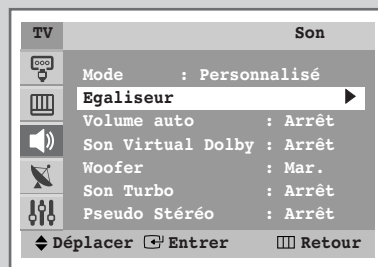 TV Son
Mode : Personnalisé
Egaliseur
Volume auto : Arrêt
Son Virtual Dolby : Arrêt
Woofer : Mar.
Son Turbo : Arrêt
Pseudo Stéréo : Arrêt
Déplacer Entrer Retour